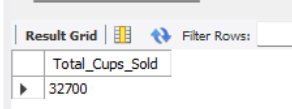 Result Grid Filter Rows:
Total_Cups_Sold
32700